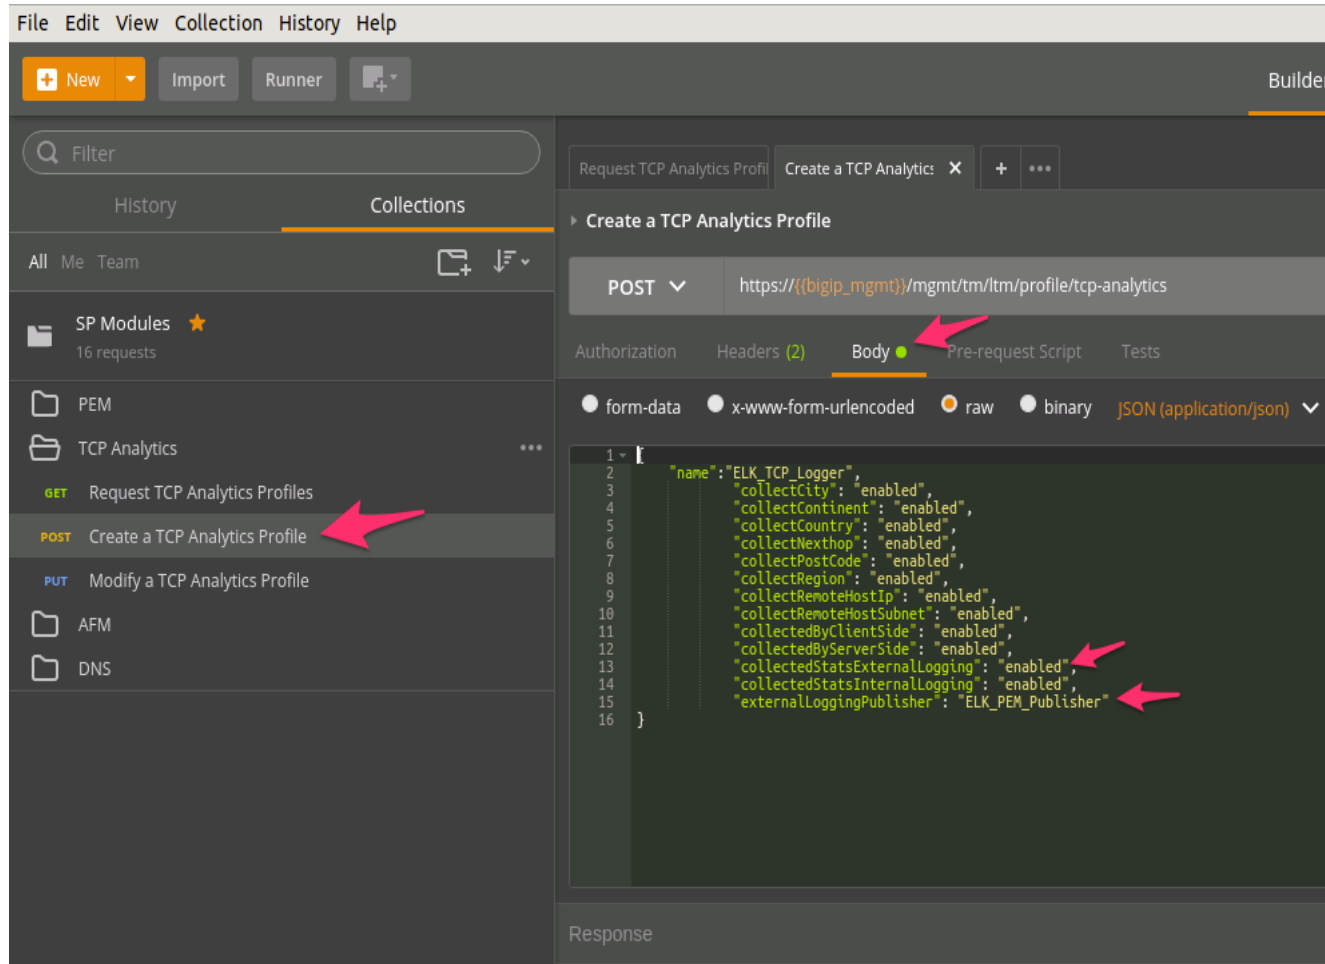 File Edit View Collection History Help
New Import Runner Builde
Filter
History Collections
All Me Team
SP Modules
16 requests
PEM
TCP Analytics
GET Request TCP Analytics Profiles
POST Create a TCP Analytics Profile
PUT Modify a TCP Analytics Profile
AFM
DNS
Request TCP Analytics Profil Create a TCP Analytics
Create a TCP Analytics Profile
POST https://{{bigip_mgmt}}/mgmt/tm/ltm/profile/tcp-analytics
Authorization Headers (2) Body Pre-request Script Tests
form-data x-www-form-urlencoded raw binary JSON (application/json)
1 {
2 "name":"ELK_TCP_Logger",
3 "collectCity": "enabled",
4 "collectContinent": "enabled",
5 "collectCountry": "enabled",
6 "collectNexthop": "enabled",
7 "collectPostCode": "enabled",
8 "collectRegion": "enabled",
9 "collectRemoteHostIp": "enabled",
10 "collectRemoteHostSubnet": "enabled",
11 "collectedByClientSide": "enabled",
12 "collectedByServerSide": "enabled",
13 "collectedStatsExternalLogging": "enabled",
14 "collectedStatsInternalLogging": "enabled",
15 "externalLoggingPublisher": "ELK_PEM_Publisher"
16 }
Response